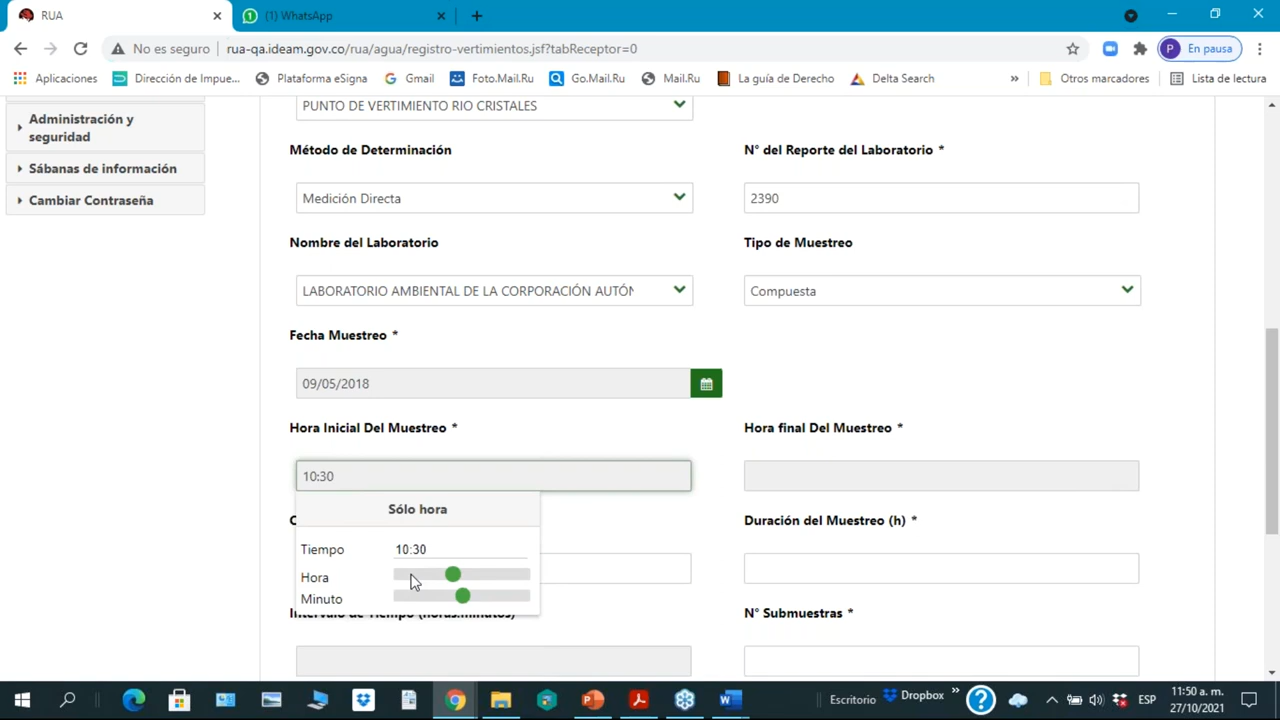 RUA
(1) WhatsApp
No es seguro
rua-qa.ideam.gov.co/rua/agua/registro-vertimientos.jsf?tabReceptor=0
P En pausa
Aplicaciones
Dirección de Impue...
Plataforma eSigna
Gmail
Foto.Mail.Ru
Go.Mail.Ru
Mail.Ru
La guía de Derecho
Delta Search
»
Otros marcadores
Lista de lectura
Administración y
seguridad
Sábanas de información
Cambiar Contraseña
PUNTO DE VERTIMIENTO RIO CRISTALES
Método de Determinación
N° del Reporte del Laboratorio *
Medición Directa
2390
Nombre del Laboratorio
Tipo de Muestreo
LABORATORIO AMBIENTAL DE LA CORPORACIÓN AUTÓN
Compuesta
Fecha Muestreo *
09/05/2018
Hora Inicial Del Muestreo *
Hora final Del Muestreo *
10:30
Sólo hora
Duración del Muestreo (h) *
Tiempo
10:30
Hora
Minuto
Intervalo de Tiempo (horas:minutos)
N° Submuestras *
Escritorio
Dropbox
»
ESP
11:50 a. m.
27/10/2021